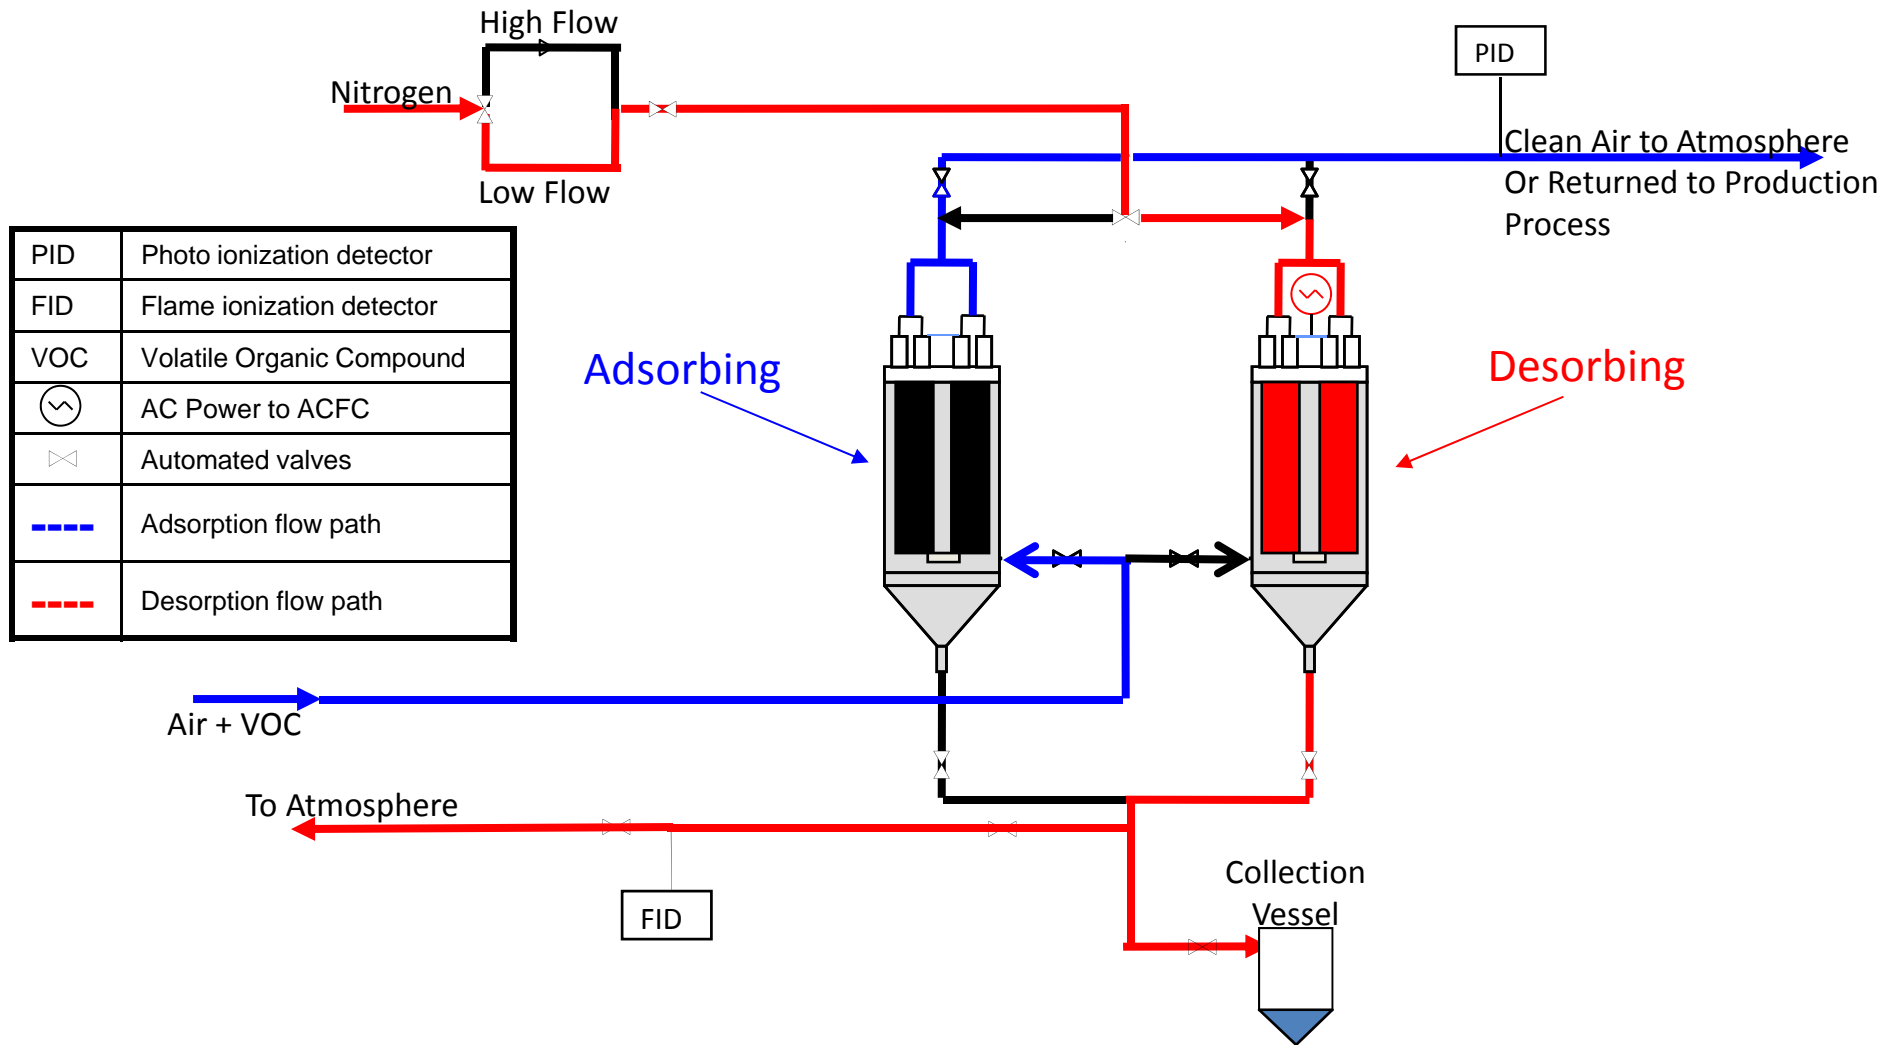 High Flow
PID
Nitrogen
Clean Air to Atmosphere
Or Returned to Production
Process
Low Flow
PID Photo ionization detector
FID Flame ionization detector
VOC Volatile Organic Compound
AC Power to ACFC
Automated valves
Adsorption flow path
Desorption flow path
Adsorbing
Desorbing
Air + VOC
To Atmosphere
FID
Collection
Vessel